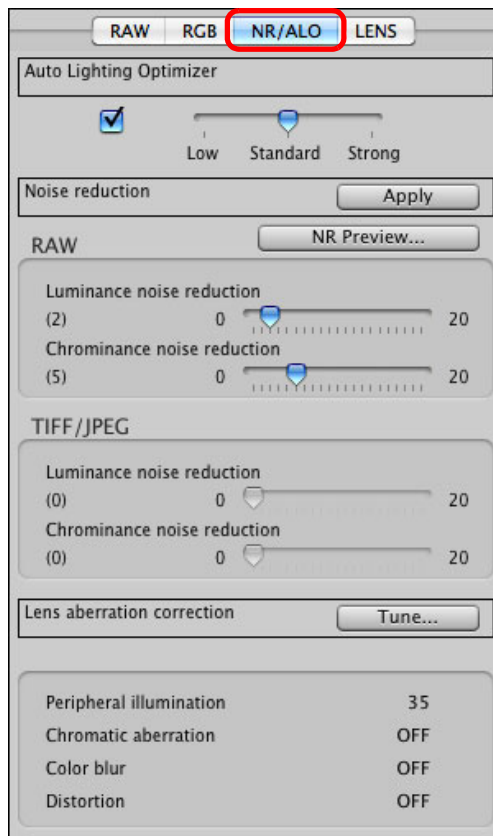 RAW RGB NR/ALO LENS
Auto Lighting Optimizer
Low Standard Strong
Noise reduction Apply
RAW NR Preview...
Luminance noise reduction
(2) 0 20
Chrominance noise reduction
(5) 0 20
TIFF/JPEG
Luminance noise reduction
(0) 0 20
Chrominance noise reduction
(0) 0 20
Lens aberration correction Tune...
Peripheral illumination 35
Chromatic aberration OFF
Color blur OFF
Distortion OFF